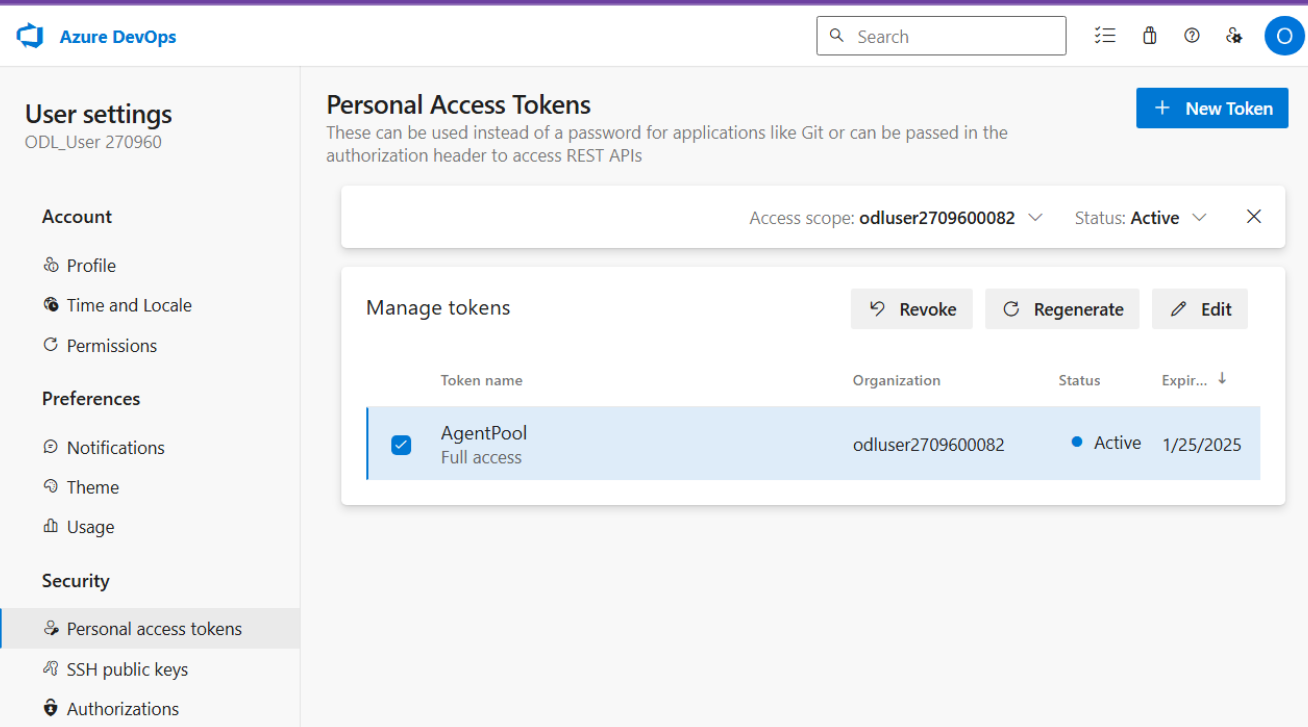 Azure DevOps
Search
O
User settings
ODL_User 270960
Account
Profile
Time and Locale
Permissions
Preferences
Notifications
Theme
Usage
Security
Personal access tokens
SSH public keys
Authorizations
Personal Access Tokens
These can be used instead of a password for applications like Git or can be passed in the
authorization header to access REST APIs
+ New Token
Access scope: odluser2709600082
Status: Active
Manage tokens
Revoke
Regenerate
Edit
Token name Organization Status Expir... ↓
AgentPool
Full access
odluser2709600082 Active 1/25/2025